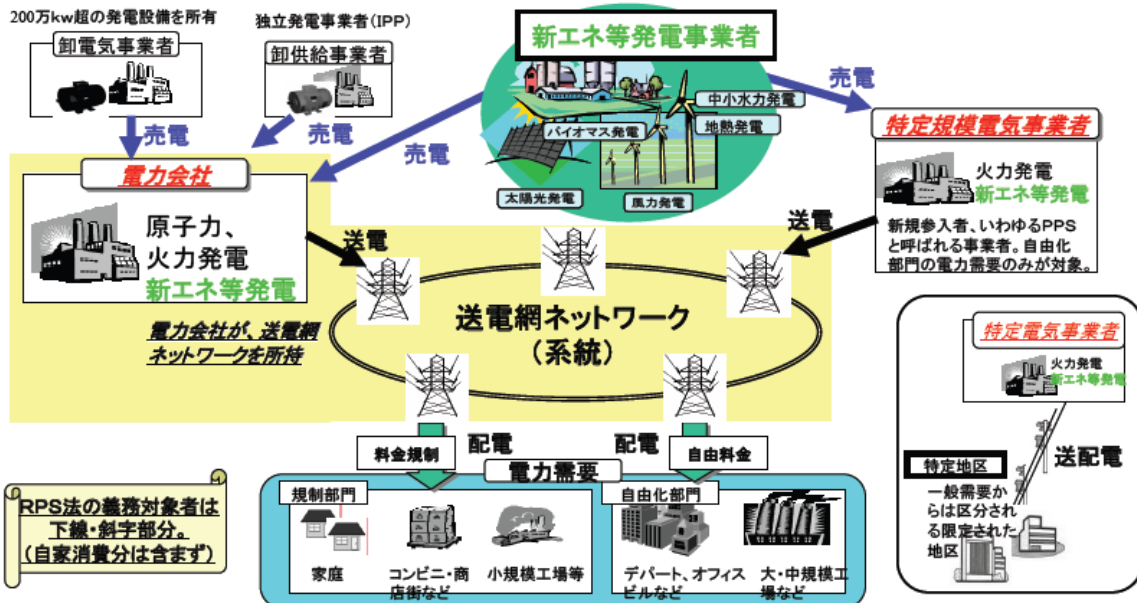 200万kw超の発電設備を所有
卸電気事業者
売電
独立発電事業者(IPP)
卸供給事業者
売電
新エネ等発電事業者
中小水力発電
バイオマス発電
地熱発電
太陽光発電
風力発電
売電
売電
特定規模電気事業者
火力発電
新エネ等発電
新規参入者、いわゆるPPS
と呼ばれる事業者。自由化
部門の電力需要のみが対象。
電力会社
原子力、
火力発電
新エネ等発電
送電
送電
電力会社が、送電網
ネットワークを所持
送電網ネットワーク
(系統)
特定電気事業者
火力発電
新エネ等発電
送配電
特定地区
一般需要か
らは区分され
る限定された
地区
配電
配電
料金規制
自由料金
電力需要
規制部門
家庭
コンビニ・商
店街など
小規模工場等
自由化部門
デパート、オフィス
ビルなど
大・中規模工
場など
RPS法の義務対象者は
下線・斜字部分。
(自家消費分は含まず)